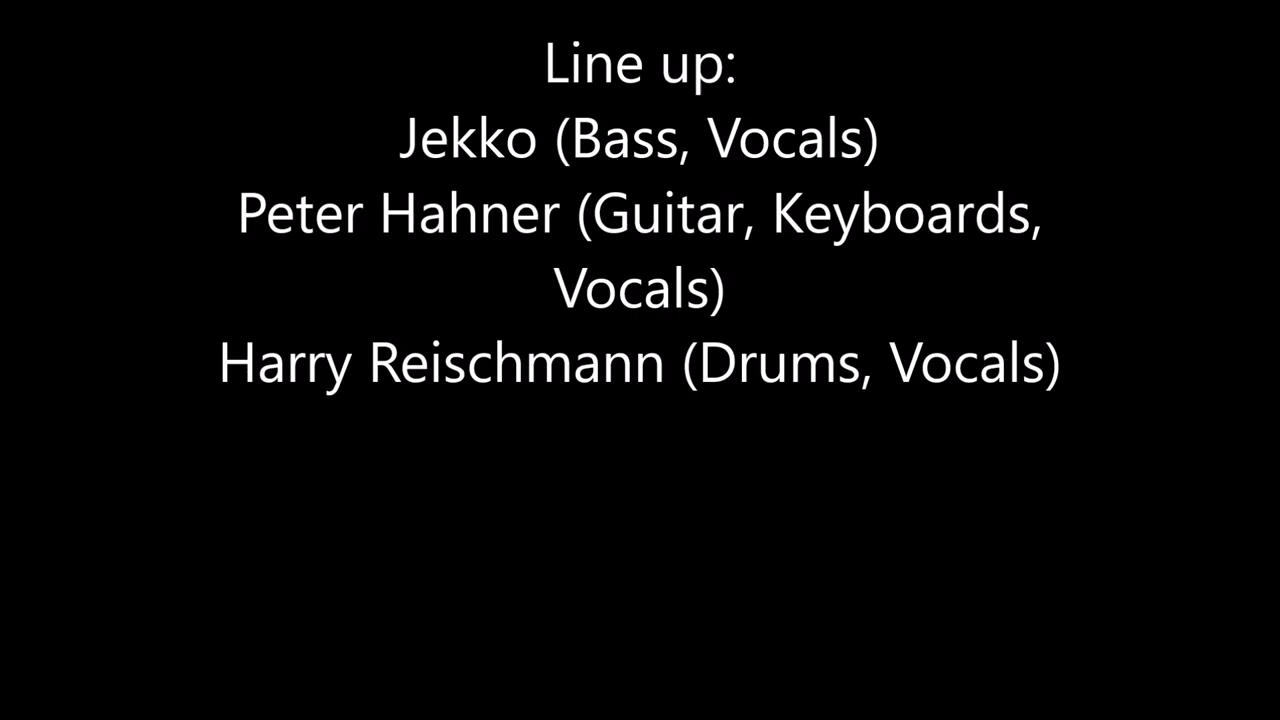 Line up:
Jekko (Bass, Vocals)
Peter Hahner (Guitar, Keyboards,
Vocals)
Harry Reischmann (Drums, Vocals)